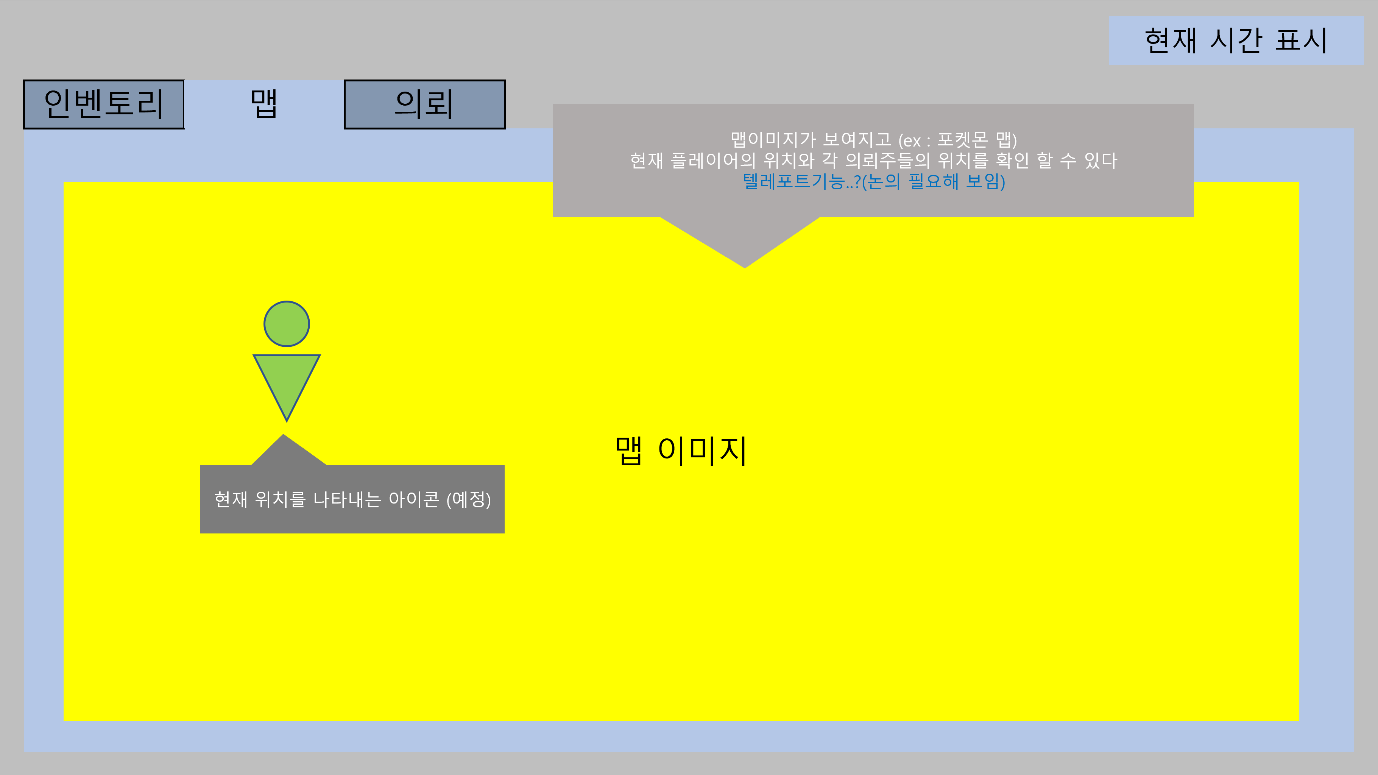 현재 시간 표시
인벤토리
맵
의뢰
맵이미지가 보여지고 (ex : 포켓몬 맵)
현재 플레이어의 위치와 각 의뢰주들의 위치를 확인 할 수 있다
텔레포트기능..?(논의 필요해 보임)
맵 이미지
현재 위치를 나타내는 아이콘 (예정)